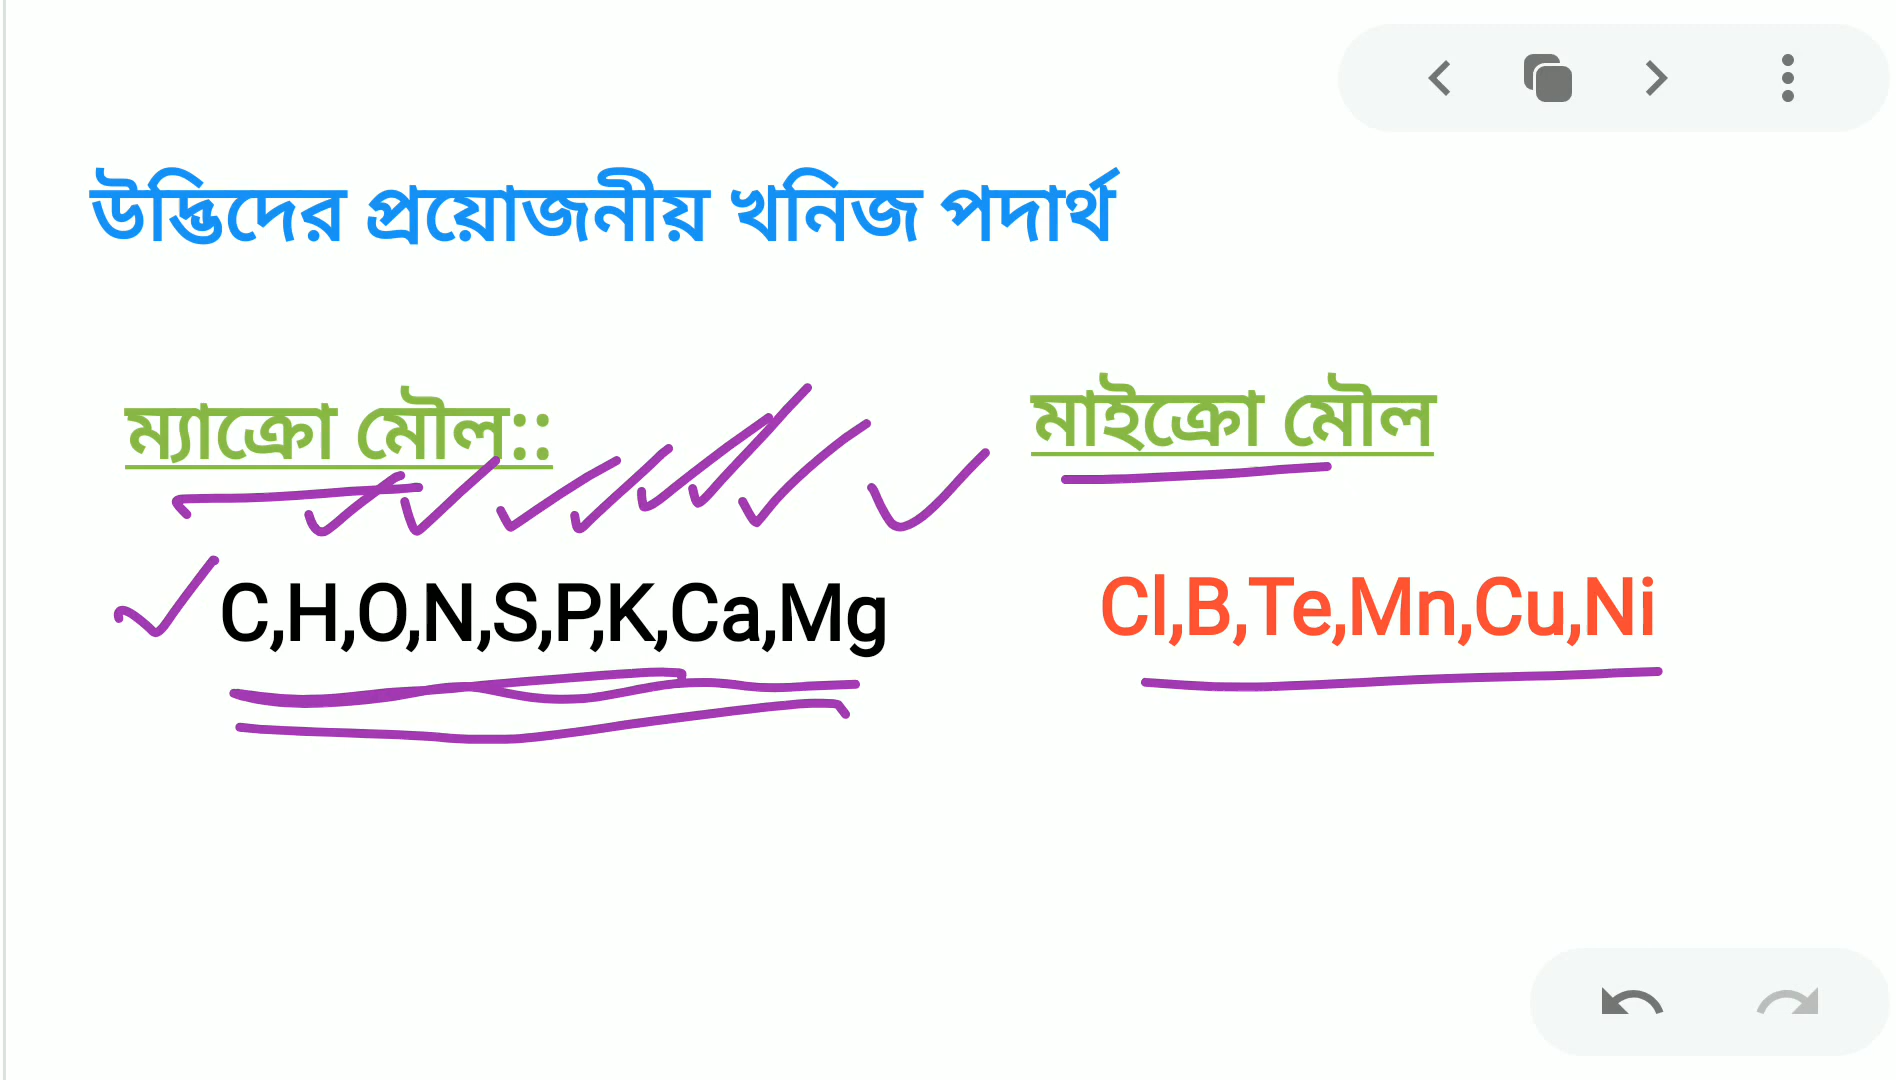 উদ্ভিদের প্রয়োজনীয় খনিজ পদার্থ
ম্যাক্রো মৌল::
C,H,O,N,S,P,K,Ca,Mg
মাইক্রো মৌল
Cl,B,Te,Mn,Cu,Ni